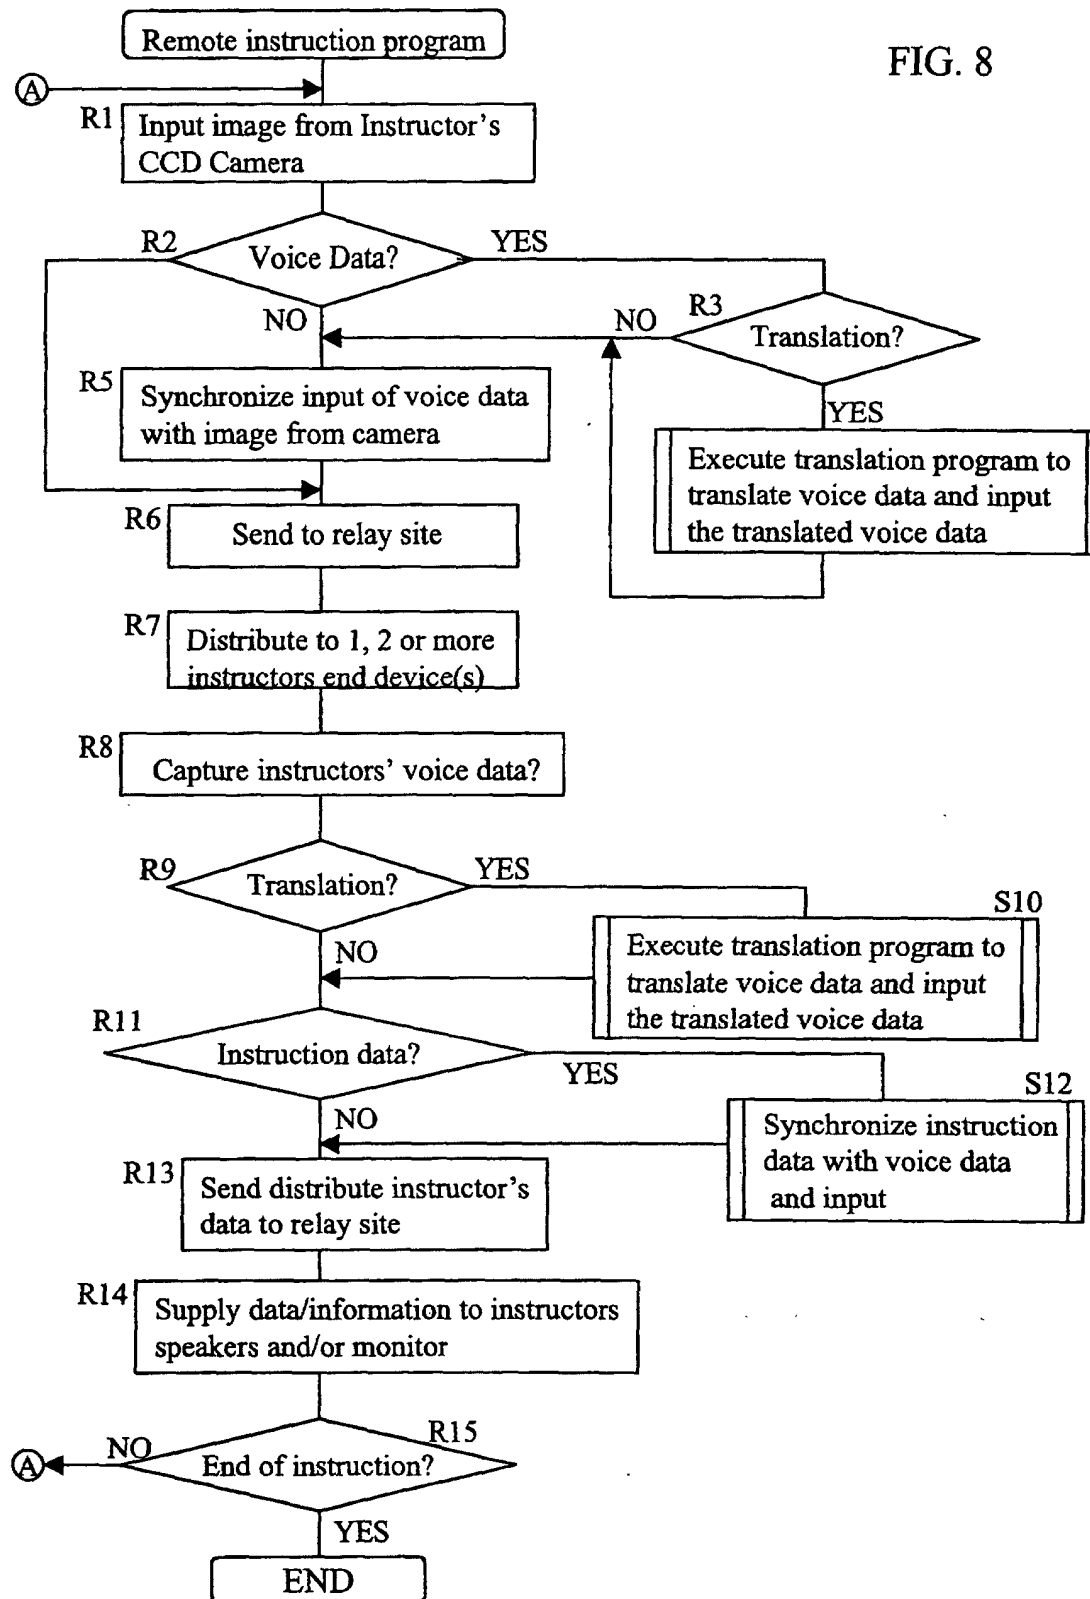 FIG. 8
Remote instruction program
A
R1
Input image from Instructor's
CCD Camera
R2
Voice Data?
YES
NO
R3
Translation?
NO
YES
R5
Synchronize input of voice data
with image from camera
Execute translation program to
translate voice data and input
the translated voice data
R6
Send to relay site
R7
Distribute to 1, 2 or more
instructors end device(s)
R8
Capture instructors' voice data?
R9
Translation?
YES
NO
S10
Execute translation program to
translate voice data and input
the translated voice data
R11
Instruction data?
YES
NO
S12
Synchronize instruction
data with voice data
and input
R13
Send distribute instructor's
data to relay site
R14
Supply data/information to instructors
speakers and/or monitor
R15
End of instruction?
NO
A
YES
END